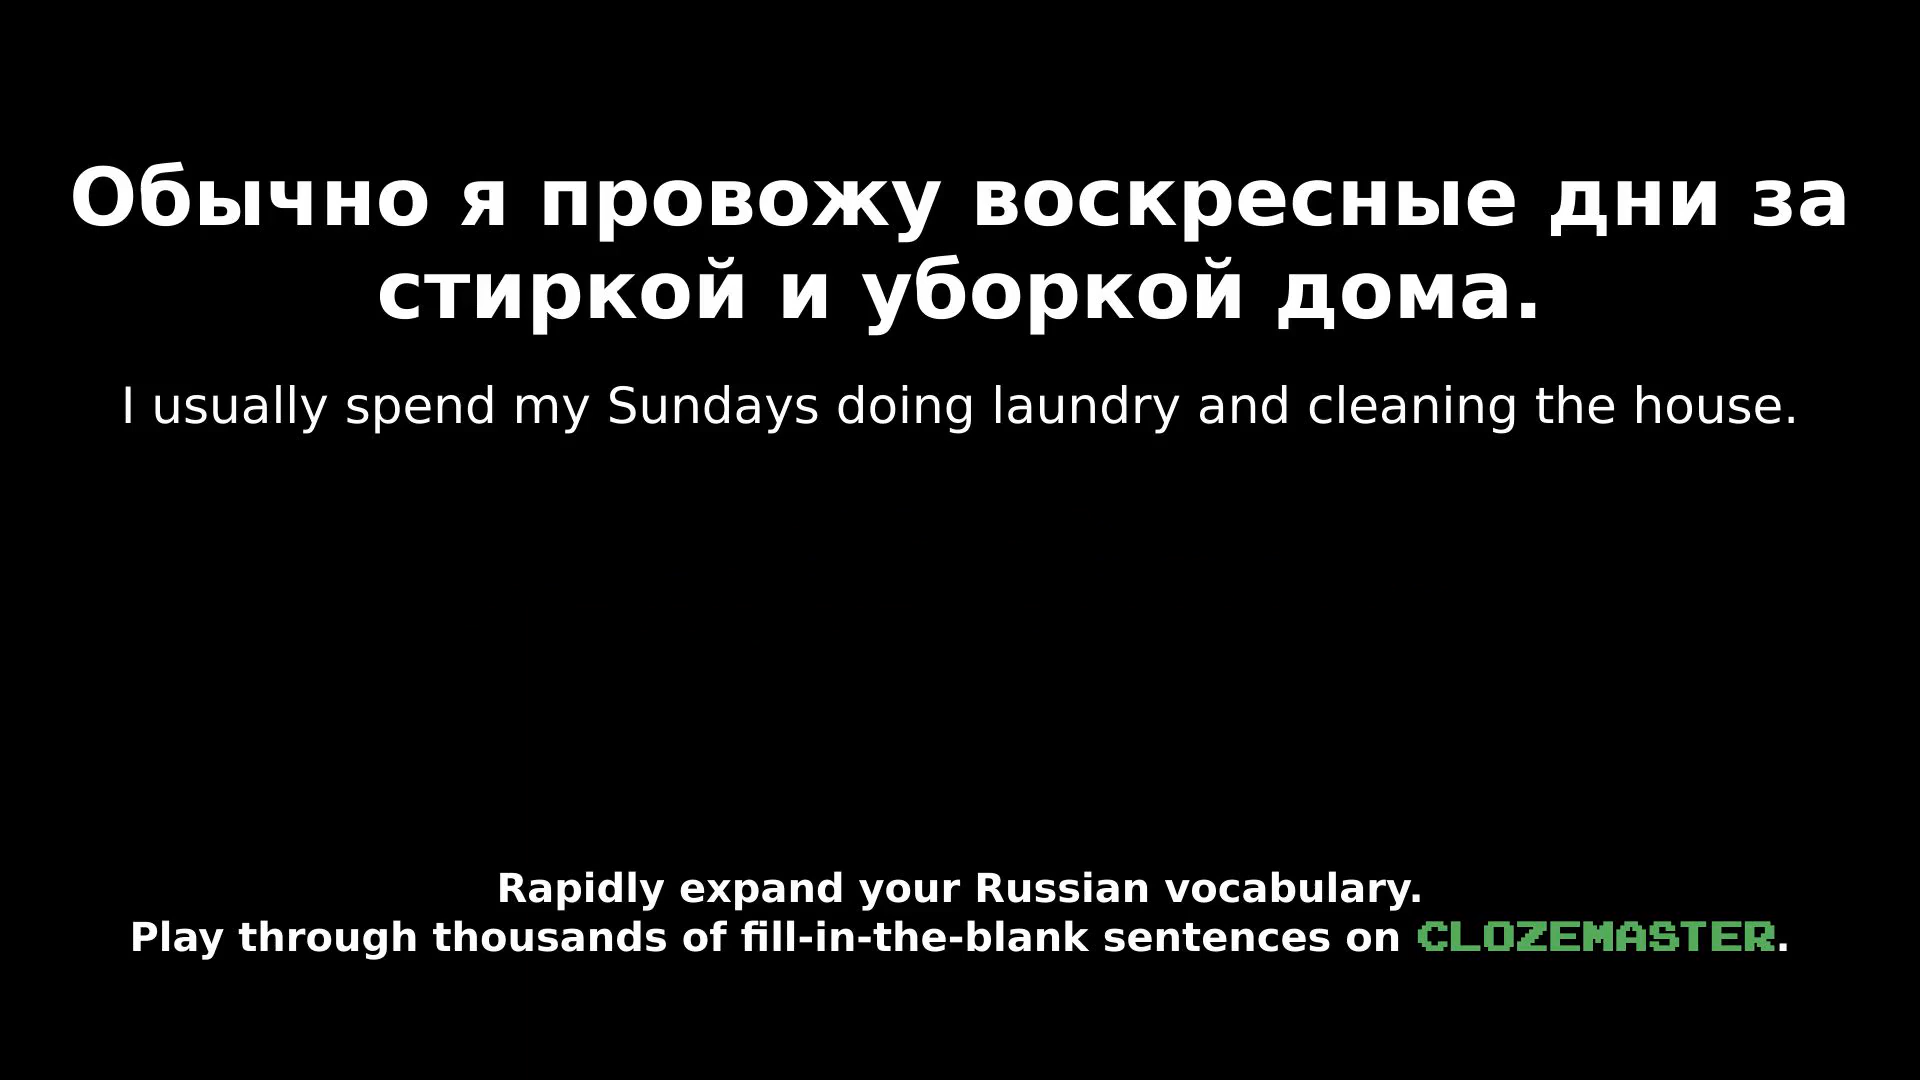 Обычно я провожу воскресные дни за
стиркой и уборкой дома.
I usually spend my Sundays doing laundry and cleaning the house.
Rapidly expand your Russian vocabulary.
Play through thousands of fill-in-the-blank sentences on CLOZEMASTER.